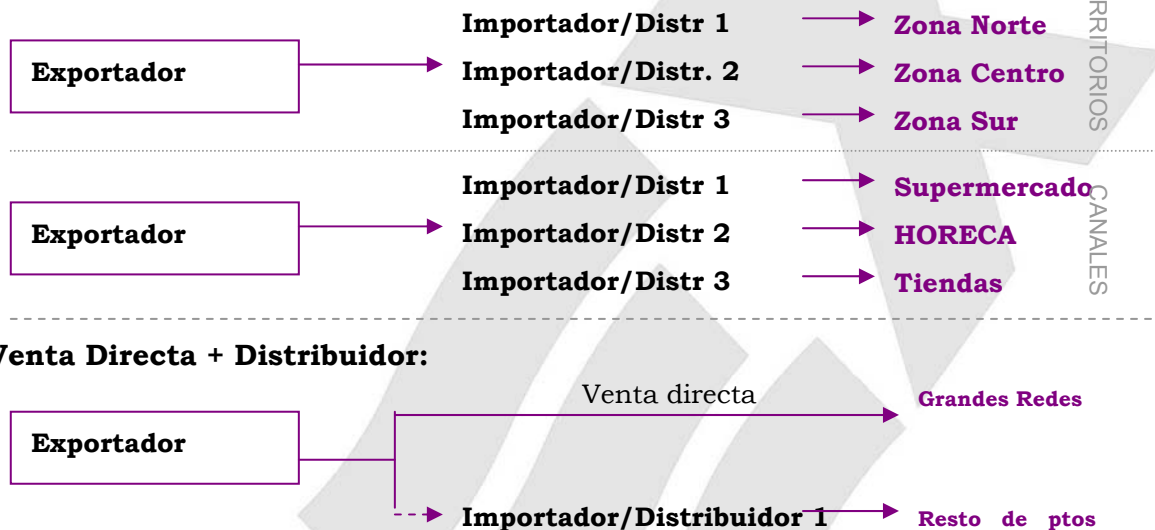 Importador/Distr 1 Zona Norte
Exportador Importador/Distr. 2 Zona Centro
Importador/Distr 3 Zona Sur
RRITORIOS
Importador/Distr 1 Supermercado
Exportador Importador/Distr 2 HORECA
Importador/Distr 3 Tiendas
CANALES
Venta Directa + Distribuidor:
Venta directa Grandes Redes
Exportador
Importador/Distribuidor 1 Resto de ptos